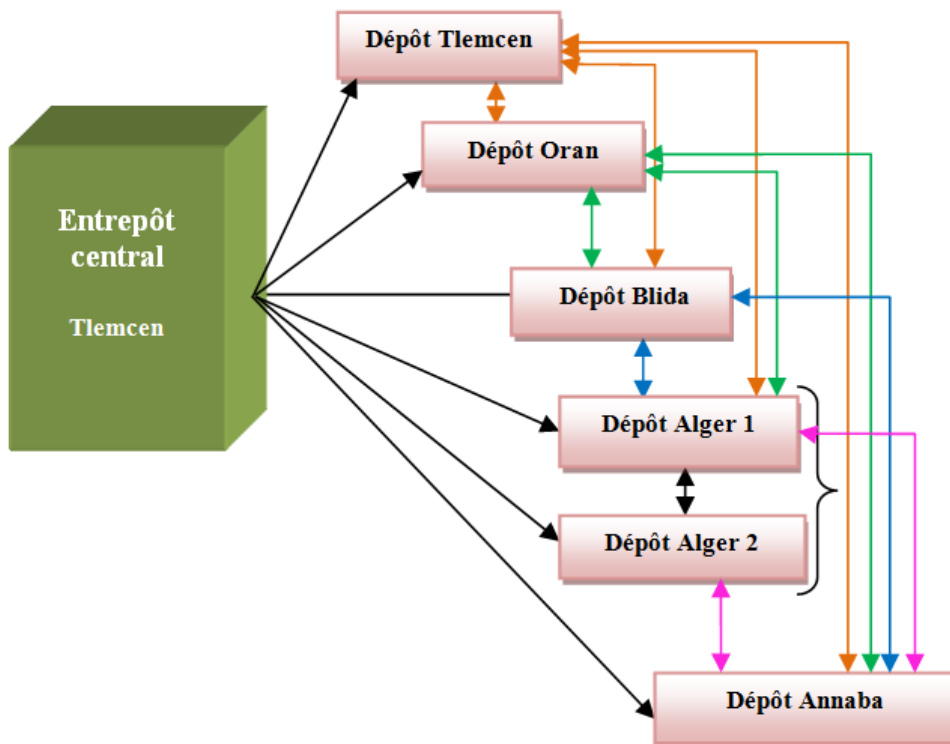 Dépôt Tlemcen
Dépôt Oran
Entrepôt
central
Tlemcen
Dépôt Blida
Dépôt Alger 1
Dépôt Alger 2
Dépôt Annaba